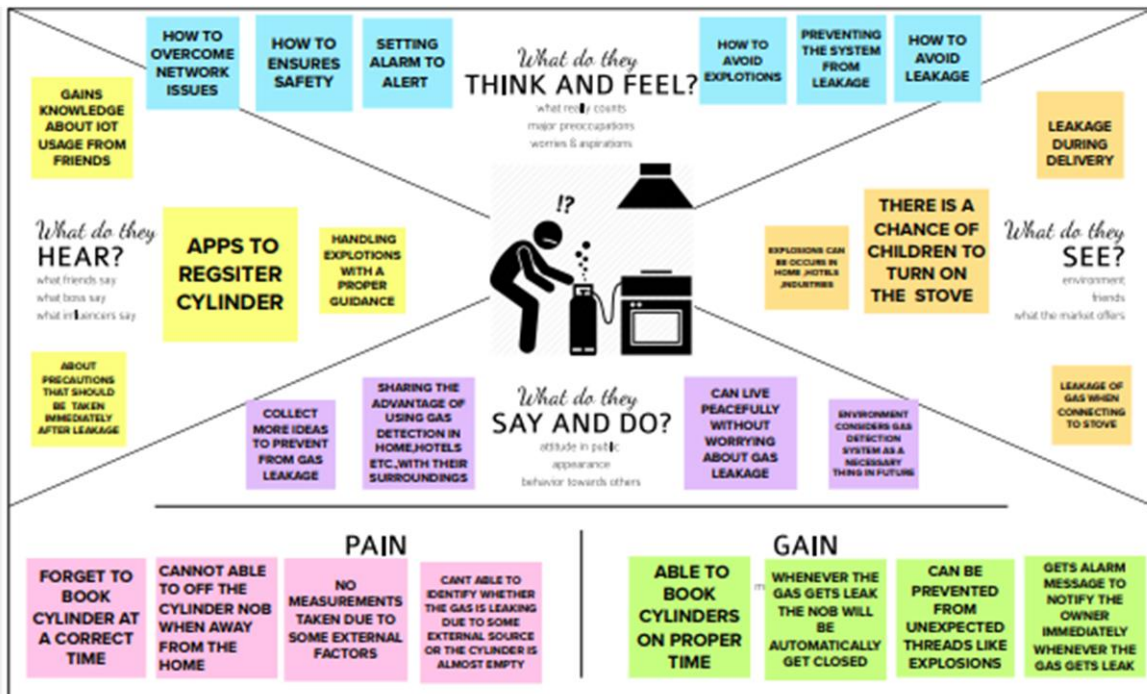 HOW TO
OVERCOME
NETWORK
ISSUES
HOW TO
ENSURES
SAFETY
SETTING
ALARM TO
ALERT
What do they
THINK AND FEEL?
what really counts
major preoccupations
worries & aspirations
HOW TO
AVOID
EXPLOTIONS
PREVENTING
THE SYSTEM
FROM
LEAKAGE
HOW TO
AVOID
LEAKAGE
GAINS
KNOWLEDGE
ABOUT IOT
USAGE FROM
FRIENDS
What do they
HEAR?
what friends say
what boss say
what influencers say
APPS TO
REGSITER
CYLINDER
HANDLING
EXPLOTIONS
WITH A
PROPER
GUIDANCE
ABOUT
PRECAUTIONS
THAT SHOULD
BE TAKEN
IMMEDIATELY
AFTER LEAKAGE
!?
LEAKAGE
DURING
DELIVERY
EXPLOSIONS CAN
BE OCCURS IN
HOME ,HOTELS
,INDUSTRIES
THERE IS A
CHANCE OF
CHILDREN TO
TURN ON
THE STOVE
What do they
SEE?
environment
friends
what the market offers
LEAKAGE OF
GAS WHEN
CONNECTING
TO STOVE
COLLECT
MORE IDEAS
TO PREVENT
FROM GAS
LEAKAGE
SHARING THE
ADVANTAGE OF
USING GAS
DETECTION IN
HOME,HOTELS
ETC.,WITH THEIR
SURROUNDINGS
What do they
SAY AND DO?
attitude in public
appearance
behavior towards others
CAN LIVE
PEACEFULLY
WITHOUT
WORRYING
ABOUT GAS
LEAKAGE
ENVIRONMENT
CONSIDERS GAS
DETECTION
SYSTEM AS A
NECESSARY
THING IN FUTURE
PAIN
FORGET TO
BOOK
CYLINDER AT
A CORRECT
TIME
CANNOT ABLE
TO OFF THE
CYLINDER NOB
WHEN AWAY
FROM THE
HOME
NO
MEASUREMENTS
TAKEN DUE TO
SOME EXTERNAL
FACTORS
CANT ABLE TO
IDENTIFY WHETHER
THE GAS IS LEAKING
DUE TO SOME
EXTERNAL SOURCE
OR THE CYLINDER IS
ALMOST EMPTY
GAIN
ABLE TO
BOOK
CYLINDERS
ON PROPER
TIME
WHENEVER THE
GAS GETS LEAK
THE NOB WILL
BE
AUTOMATICALLY
GET CLOSED
CAN BE
PREVENTED
FROM
UNEXPECTED
THREADS LIKE
EXPLOSIONS
GETS ALARM
MESSAGE TO
NOTIFY THE
OWNER
IMMEDIATELY
WHENEVER THE
GAS GETS LEAK